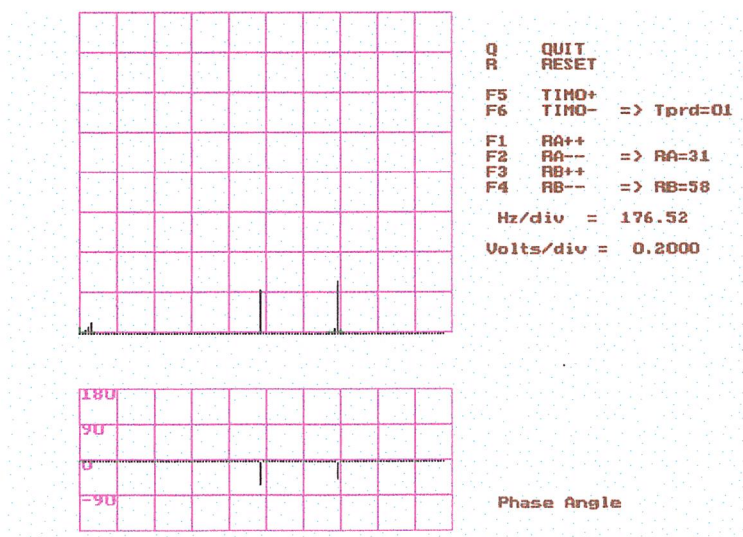 Q QUIT
R RESET
F5 TIMO+
F6 TIMO- => Tprd=01
F1 RA++
F2 RA-- => RA=31
F3 RB++
F4 RB-- => RB=58
Hz/div = 176.52
Volts/div = 0.2000
180
90
0
-90
Phase Angle